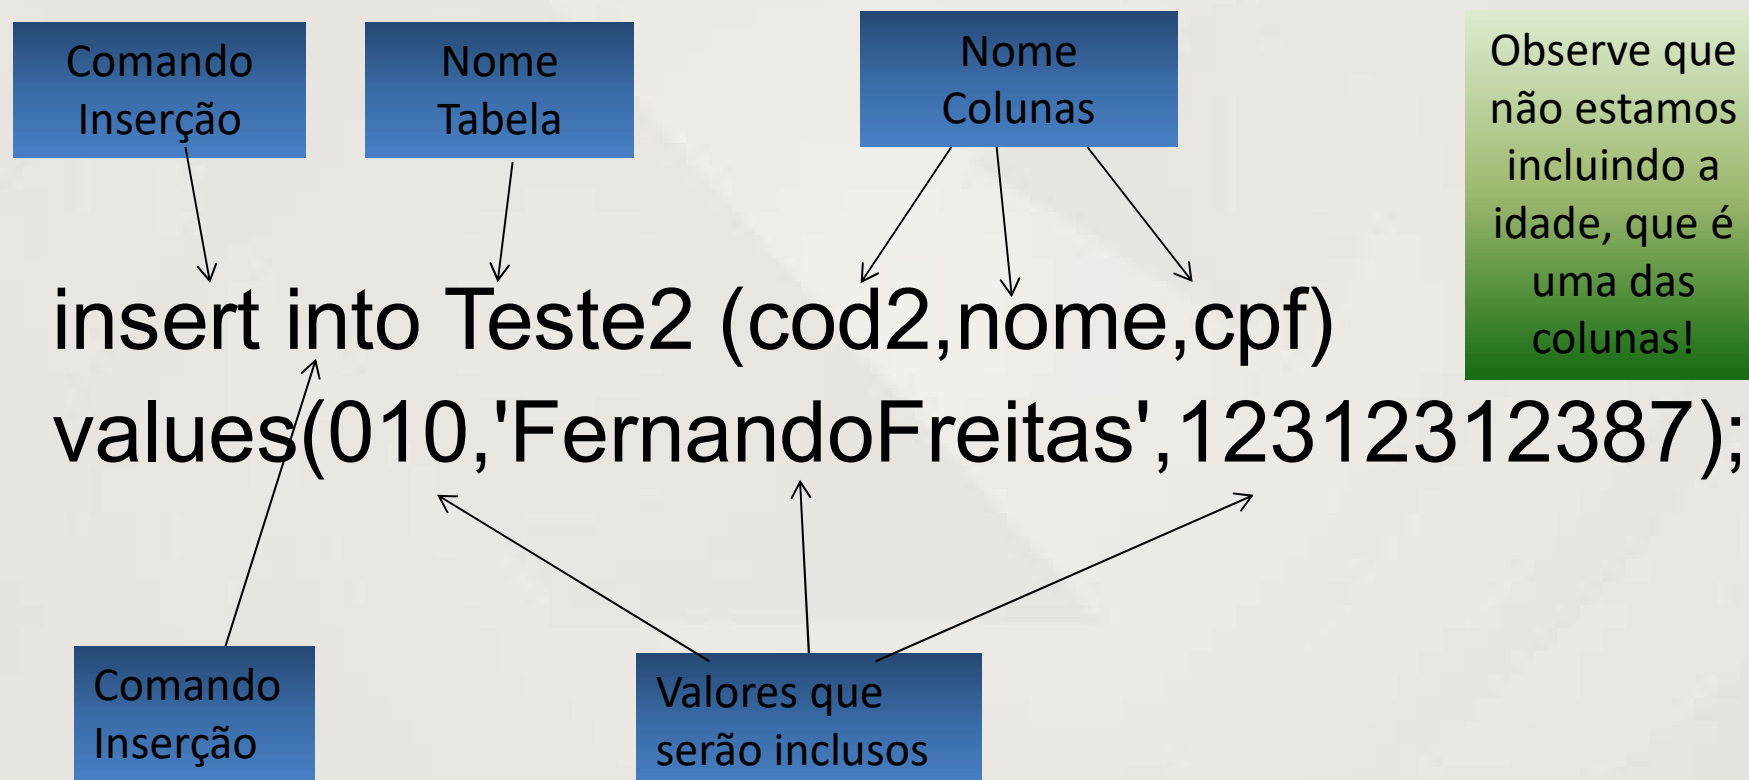 Comando
Inserção
Nome
Tabela
Nome
Colunas
Observe que
não estamos
incluindo a
idade, que é
uma das
colunas!
insert into Teste2 (cod2,nome,cpf)
values(010,'FernandoFreitas',12312312387);
Comando
Inserção
Valores que
serão inclusos